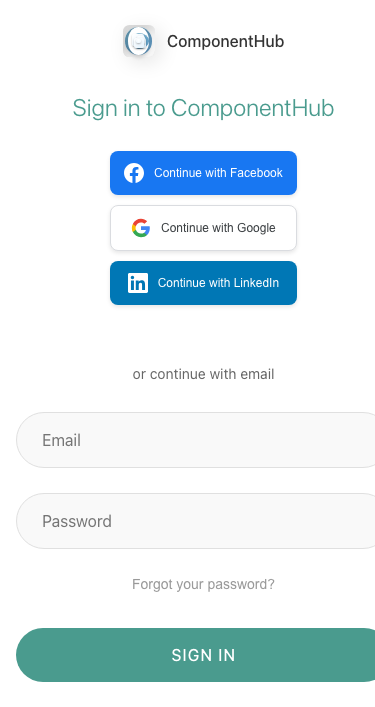 ComponentHub
Sign in to ComponentHub
Continue with Facebook
Continue with Google
Continue with LinkedIn
or continue with email
Email
Password
Forgot your password?
SIGN IN